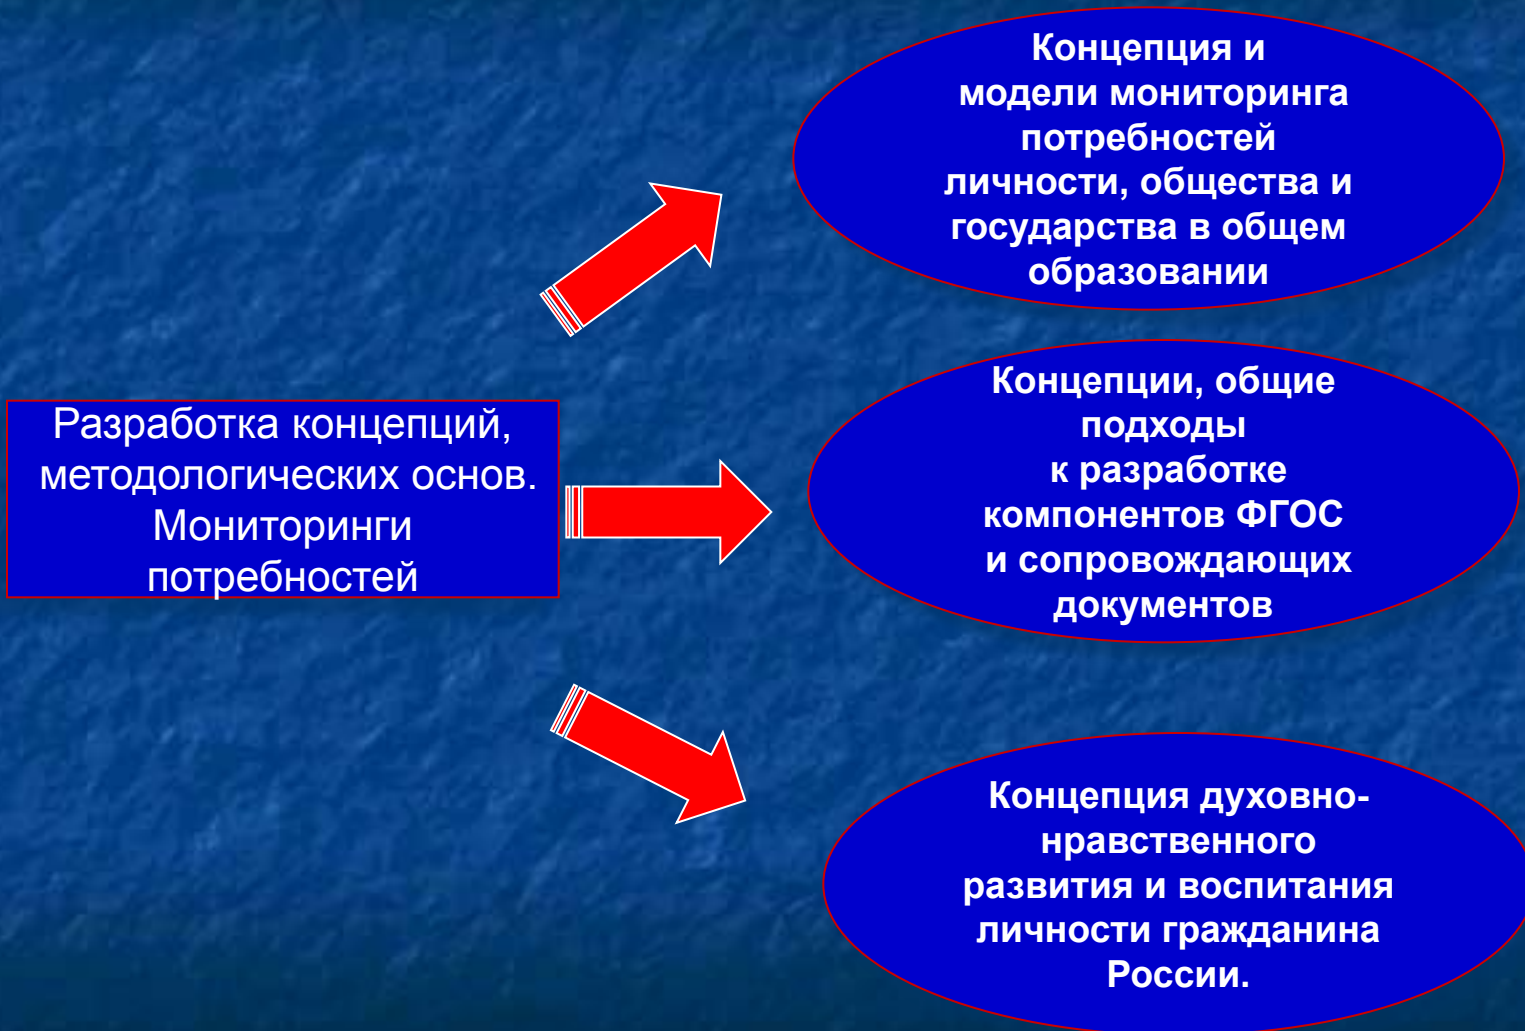 Концепция и
модели мониторинга
потребностей
личности, общества и
государства в общем
образовании
Разработка концепций,
методологических основ.
Мониторинги
потребностей
Концепции, общие
подходы
к разработке
компонентов ФГОС
и сопровождающих
документов
Концепция духовно-
нравственного
развития и воспитания
личности гражданина
России.